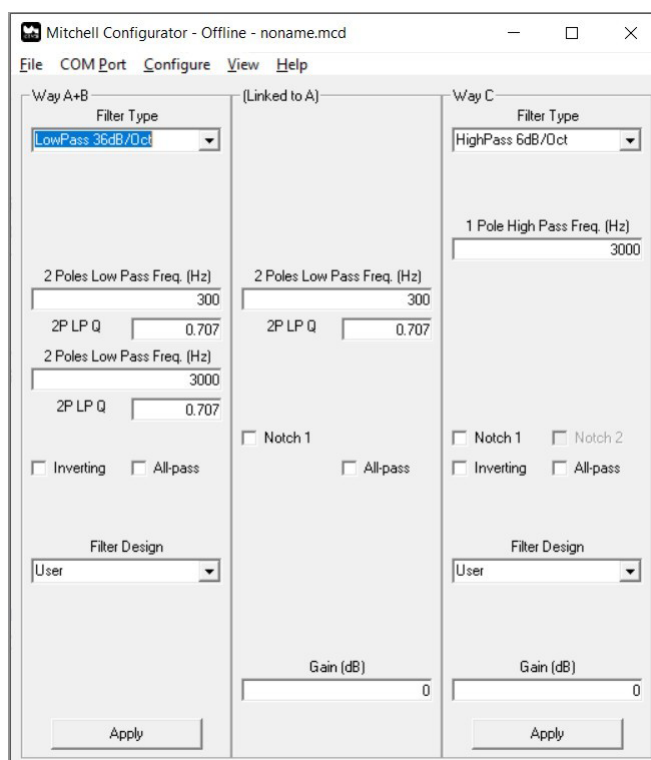 Mitchell Configurator - Offline - noname.mcd
File COM Port Configure View Help
Way A+B
Filter Type
LowPass 36dB/Oct
2 Poles Low Pass Freq. (Hz)
300
2P LP Q 0.707
2 Poles Low Pass Freq. (Hz)
3000
2P LP Q 0.707
Inverting All-pass
Filter Design
User
Apply
(Linked to A)
2 Poles Low Pass Freq. (Hz)
300
2P LP Q 0.707
Notch 1
All-pass
Gain (dB)
0
Way C
Filter Type
HighPass 6dB/Oct
1 Pole High Pass Freq. (Hz)
3000
Notch 1 Notch 2
Inverting All-pass
Filter Design
User
Gain (dB)
0
Apply